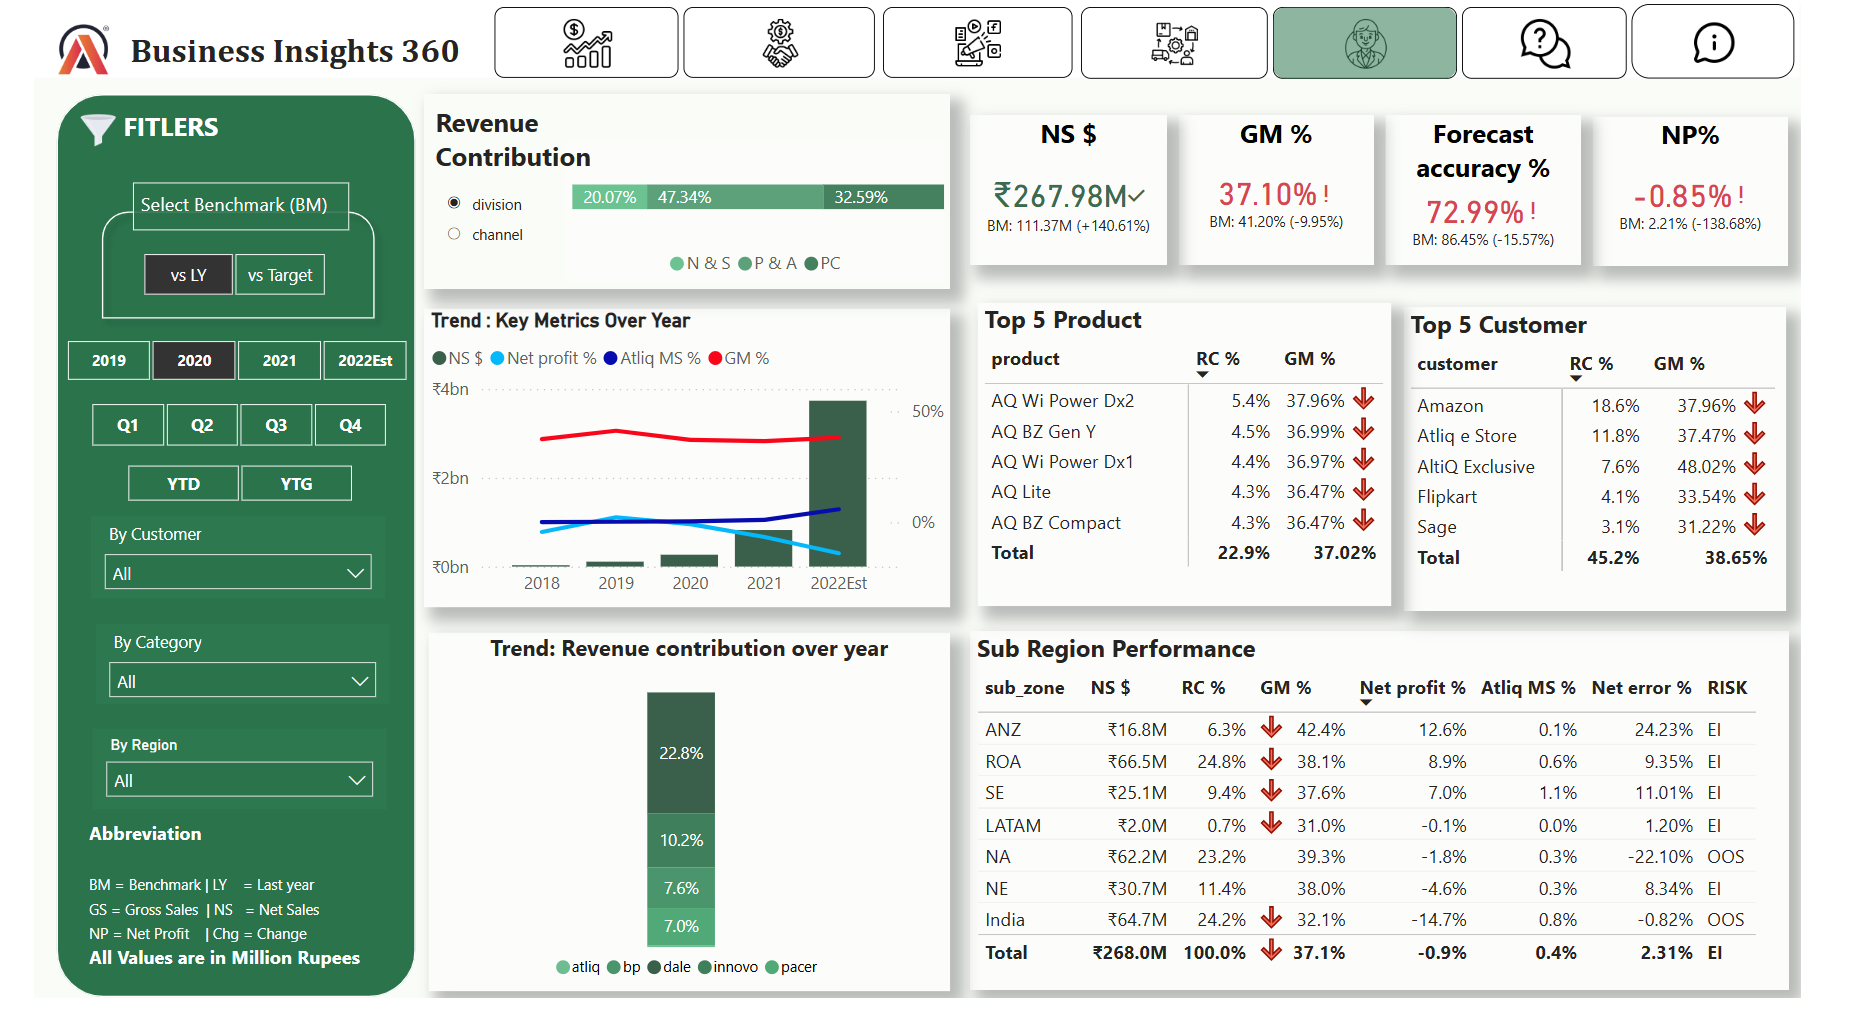 Business Insights 360
FITLERS
Select Benchmark (BM)
vs LY
vs Target
2019
2020
2021
2022Est
Q1
Q2
Q3
Q4
YTD
YTG
By Customer
All
By Category
All
By Region
All
Abbreviation
BM = Benchmark | LY = Last year
GS = Gross Sales | NS = Net Sales
NP = Net Profit | Chg = Change
All Values are in Million Rupees
Revenue
Contribution
division
channel
20.07% 47.34% 32.59%
N & S P & A PC
NS $
₹267.98M
BM: 111.37M (+140.61%)
GM %
37.10% !
BM: 41.20% (-9.95%)
Forecast
accuracy %
72.99% !
BM: 86.45% (-15.57%)
NP%
-0.85% !
BM: 2.21% (-138.68%)
Trend : Key Metrics Over Year
NS $ Net profit % Atliq MS % GM %
₹4bn
50%
₹2bn
0%
₹0bn
2018 2019 2020 2021 2022Est
Top 5 Product
product RC % GM %
AQ Wi Power Dx2 5.4% 37.96%
AQ BZ Gen Y 4.5% 36.99%
AQ Wi Power Dx1 4.4% 36.97%
AQ Lite 4.3% 36.47%
AQ BZ Compact 4.3% 36.47%
Total 22.9% 37.02%
Top 5 Customer
customer RC % GM %
Amazon 18.6% 37.96%
Atliq e Store 11.8% 37.47%
AltiQ Exclusive 7.6% 48.02%
Flipkart 4.1% 33.54%
Sage 3.1% 31.22%
Total 45.2% 38.65%
Trend: Revenue contribution over year
22.8%
10.2%
7.6%
7.0%
atliq bp dale innovo pacer
Sub Region Performance
sub_zone NS $ RC % GM % Net profit % Atliq MS % Net error % RISK
ANZ ₹16.8M 6.3% 42.4% 12.6% 0.1% 24.23% EI
ROA ₹66.5M 24.8% 38.1% 8.9% 0.6% 9.35% EI
SE ₹25.1M 9.4% 37.6% 7.0% 1.1% 11.01% EI
LATAM ₹2.0M 0.7% 31.0% -0.1% 0.0% 1.20% EI
NA ₹62.2M 23.2% 39.3% -1.8% 0.3% -22.10% OOS
NE ₹30.7M 11.4% 38.0% -4.6% 0.3% 8.34% EI
India ₹64.7M 24.2% 32.1% -14.7% 0.8% -0.82% OOS
Total ₹268.0M 100.0% 37.1% -0.9% 0.4% 2.31% EI